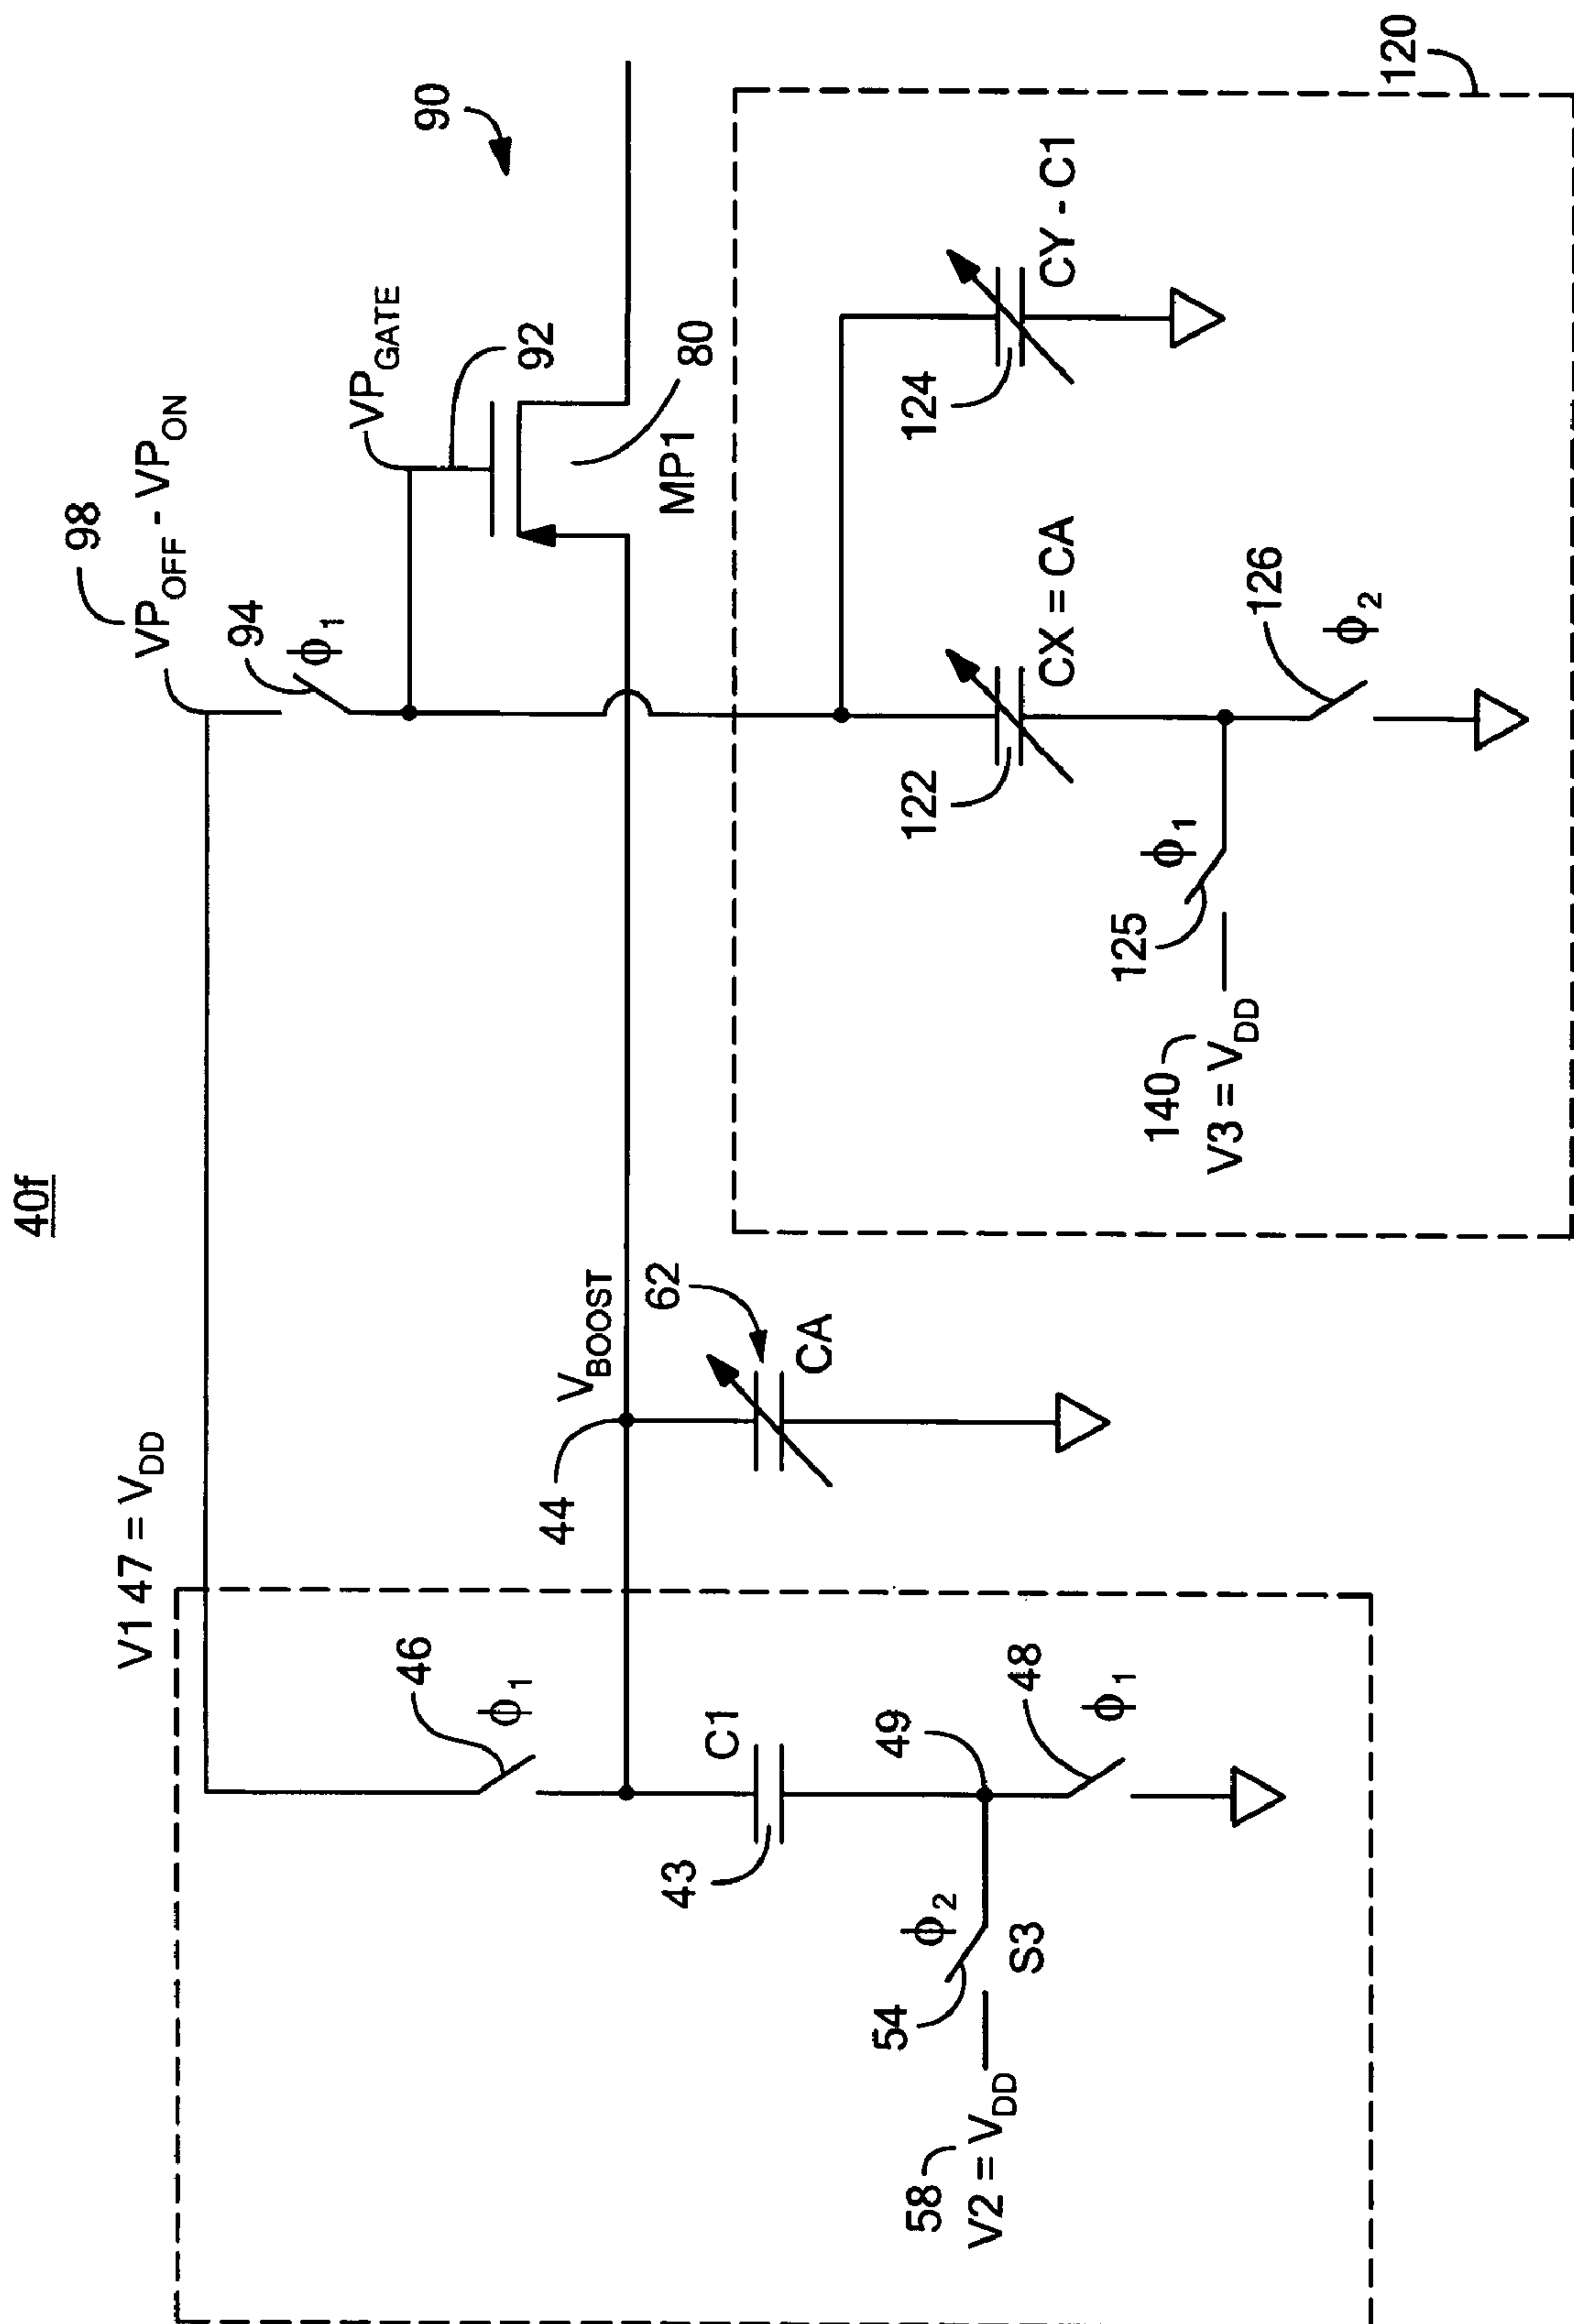 40f
V147 = VDD
98
VPOFF - VPON
94
ϕ1
VPGATE
92
90
46
ϕ1
VBOOST
44
62
CA
MP1
80
C1
43
49
48
ϕ1
54
ϕ2
S3
58
V2 = VDD
120
122
CX = CA
124
CY - C1
125
ϕ1
126
ϕ2
140
V3 = VDD